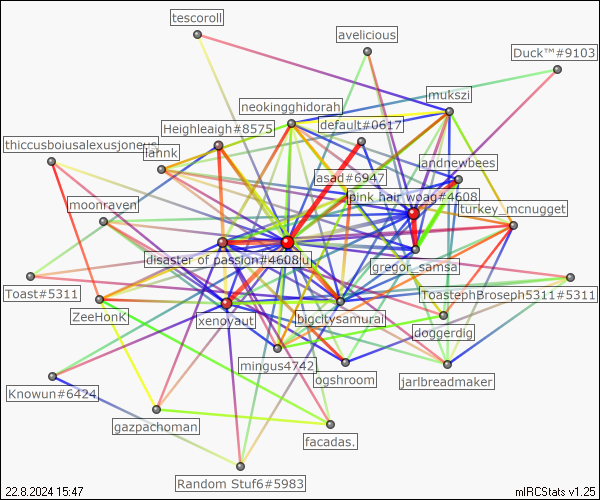 tescoroll
avelicious
Duck™#9103
mukszi
neokingghidorah
default#0617
Heighleigh#8575
thiccusboiusalexusjoneus
lahnk
landnewbees
asad#6947
pink hair woag#4608
turkey_mcnugget
moonraven
disaster of passion#4608
gregor_samsa
Toast#5311
ToastephBroseph5311#5311
ZeeHonK
xenoyaut
bigcitysamurai
doggerdig
mingus4742
ogshroom
jarlbreadmaker
Knowun#6424
gazpachoman
facadas.
Random Stuf6#5983
22.8.2024 15:47
mIRCStats v1.25